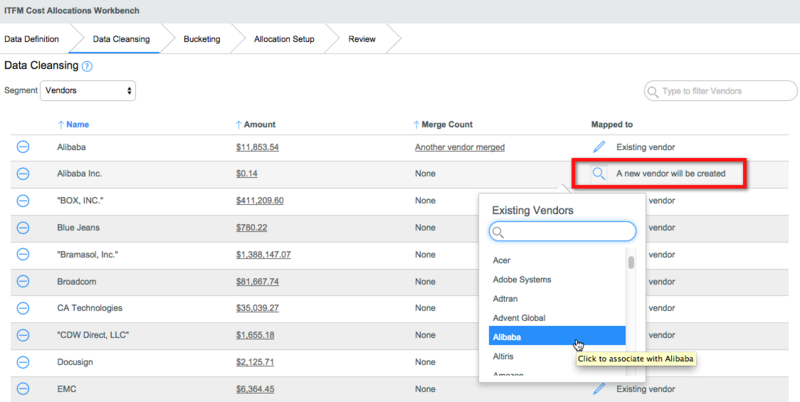 ITFM Cost Allocations Workbench
Data Definition Data Cleansing Bucketing Allocation Setup Review
Data Cleansing ?
Segment Vendors Type to filter Vendors
Name Amount Merge Count Mapped to
Alibaba $11,853.54 Another vendor merged Existing vendor
Alibaba Inc. $0.14 None A new vendor will be created
"BOX, INC." $411,209.60 None vendor
Blue Jeans $780.22 None vendor
"Bramasol, Inc." $1,388,147.07 None vendor
Broadcom $81,667.74 None vendor
CA Technologies $35,039.27 None vendor
"CDW Direct, LLC" $1,655.18 None vendor
Docusign $2,125.71 None vendor
EMC $6,364.45 None Existing vendor
Existing Vendors
Acer
Adobe Systems
Adtran
Advent Global
Alibaba
Click to associate with Alibaba
Altiris
Amazon